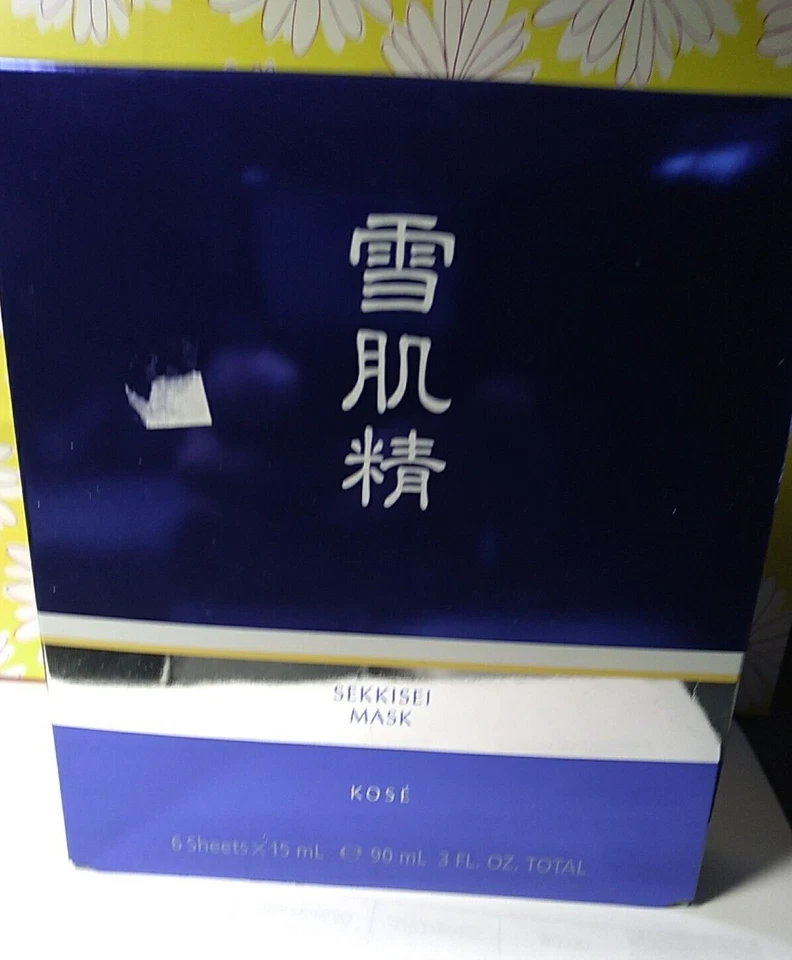 雪
肌
精
SEKKISEI
MASK
KOSÉ
6 Sheets×15 mL ℮ 90 mL 3 FL. OZ. TOTAL